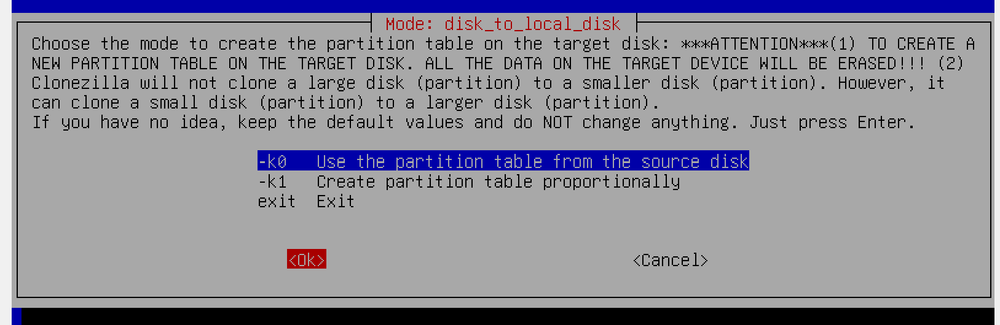 Mode: disk_to_local_disk
Choose the mode to create the partition table on the target disk: ***ATTENTION***(1) TO CREATE A
NEW PARTITION TABLE ON THE TARGET DISK. ALL THE DATA ON THE TARGET DEVICE WILL BE ERASED!!! (2)
Clonezilla will not clone a large disk (partition) to a smaller disk (partition). However, it
can clone a small disk (partition) to a larger disk (partition).
If you have no idea, keep the default values and do NOT change anything. Just press Enter.
-k0 Use the partition table from the source disk
-k1 Create partition table proportionally
exit Exit
<Ok> <Cancel>